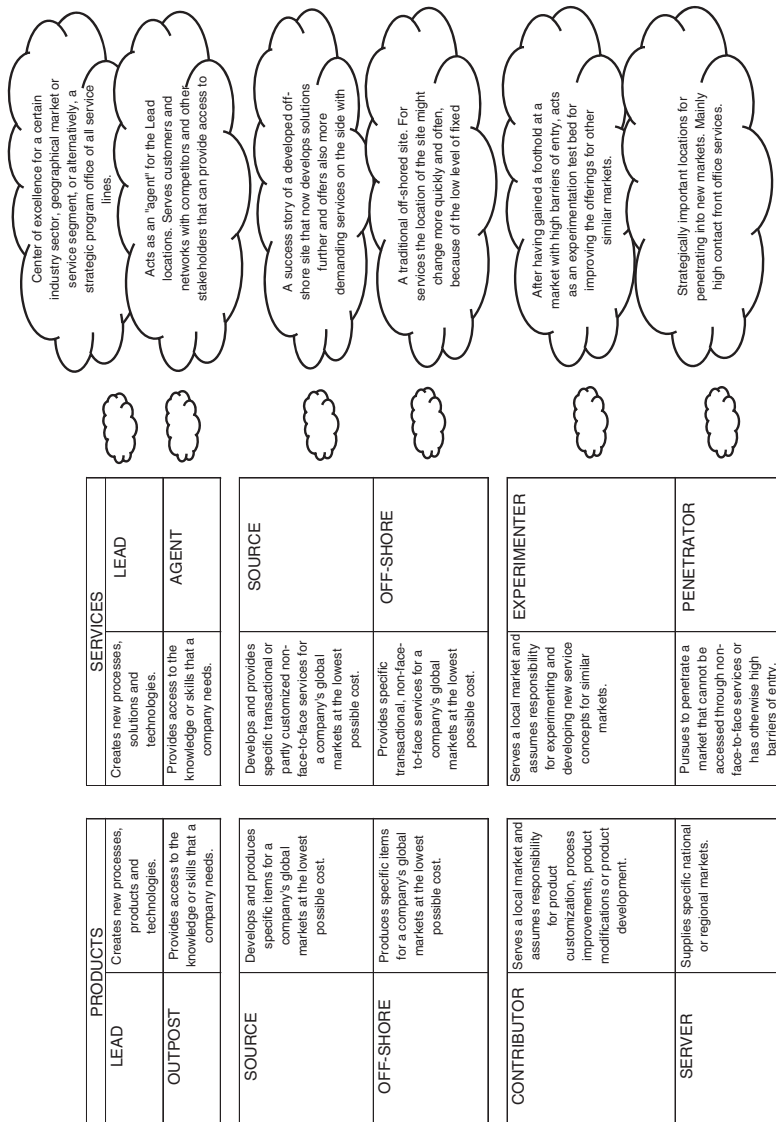 PRODUCTS
LEAD
Creates new processes,
products and
technologies.
OUTPOST
Provides access to the
knowledge or skills that a
company needs.
SOURCE
Develops and produces
specific items for a
company's global
markets at the lowest
possible cost.
OFF-SHORE
Produces specific items
for a company's global
markets at the lowest
possible cost.
CONTRIBUTOR
Serves a local market and
assumes responsibility
for product
customization, process
improvements, product
modifications or product
development.
SERVER
Supplies specific national
or regional markets.
SERVICES
Creates new processes,
solutions and
technologies.
LEAD
Provides access to the
knowledge or skills that a
company needs.
AGENT
Develops and provides
specific transactional or
partly customized non-
face-to-face services for
a company's global
markets at the lowest
possible cost.
SOURCE
Provides specific
transactional, non-face-
to-face services for a
company's global
markets at the lowest
possible cost.
OFF-SHORE
Serves a local market and
assumes responsibility
for experimenting and
developing new service
concepts for similar
markets.
EXPERIMENTER
Pursues to penetrate a
market that cannot be
accessed through non-
face-to-face services or
has otherwise high
barriers of entry.
PENETRATOR
Center of excellence for a certain
industry sector, geographical market or
service segment, or alternatively, a
strategic program office of all service
lines.
Acts as an "agent" for the Lead
locations. Serves customers and
networks with competitors and other
stakeholders that can provide access to
A success story of a developed off-
shore site that now develops solutions
further and offers also more
demanding services on the side with
A traditional off-shored site. For
services the location of the site might
change more quickly and often,
because of the low level of fixed
After having gained a foothold at a
market with high barriers of entry, acts
as an experimentation test bed for
improving the offerings for other
similar markets.
Strategically important locations for
penetrating into new markets. Mainly
high contact front office services.